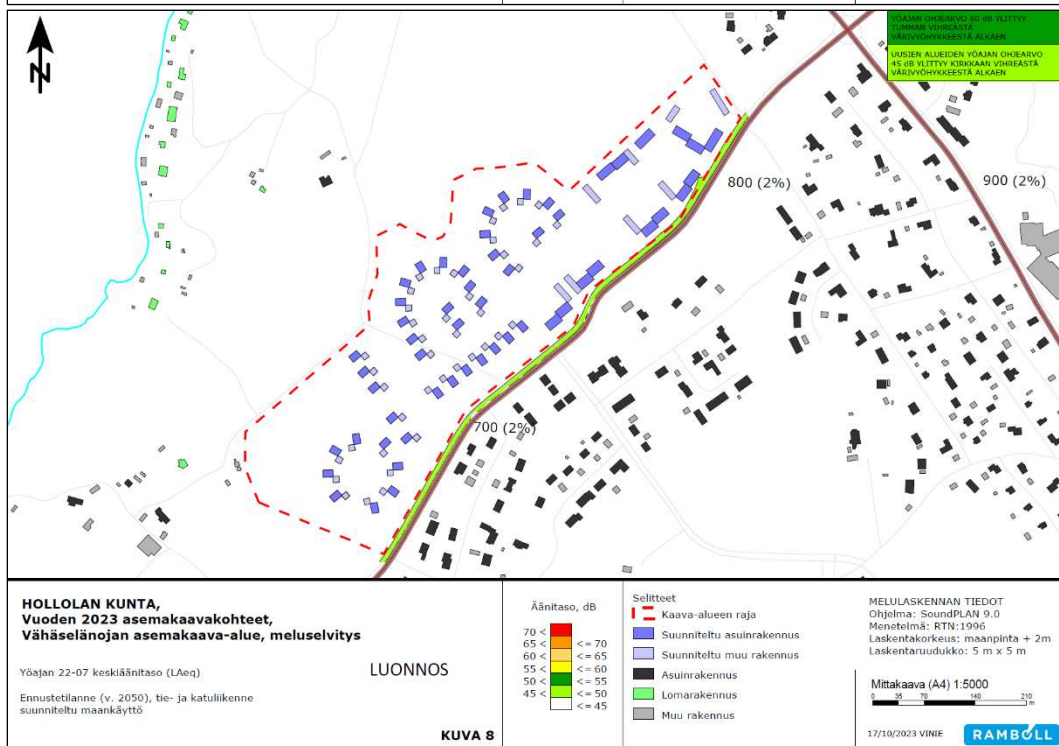 YÖAJAN OHJEARVO 50 dB YLITTYY
TUMMAN VIHREÄSTÄ
VÄRIVYÖHYKKEESTÄ ALKAEN
UUSIEN ALUEIDEN YÖAJAN OHJEARVO
45 dB YLITTYY KIRKKAAN VIHREÄSTÄ
VÄRIVYÖHYKKEESTÄ ALKAEN
N
800 (2%)
900 (2%)
700 (2%)
HOLLOLAN KUNTA,
Vuoden 2023 asemakaavakohteet,
Vähäselänojan asemakaava-alue, meluselvitys
Yöajan 22-07 keskiäänitaso (LAeq)
LUONNOS
Ennustetilanne (v. 2050), tie- ja katuliikenne
suunniteltu maankäyttö
KUVA 8
Äänitaso, dB
70 <
65 < <= 70
60 < <= 65
55 < <= 60
50 < <= 55
45 < <= 50
<= 45
Selitteet
Kaava-alueen raja
Suunniteltu asuinrakennus
Suunniteltu muu rakennus
Asuinrakennus
Lomarakennus
Muu rakennus
MELULASKENNAN TIEDOT
Ohjelma: SoundPLAN 9.0
Menetelmä: RTN:1996
Laskentakorkeus: maanpinta + 2m
Laskentaruudukko: 5 m x 5 m
Mittakaava (A4) 1:5000
0 35 70 140 210
m
17/10/2023 VINIE
RAMBOLL